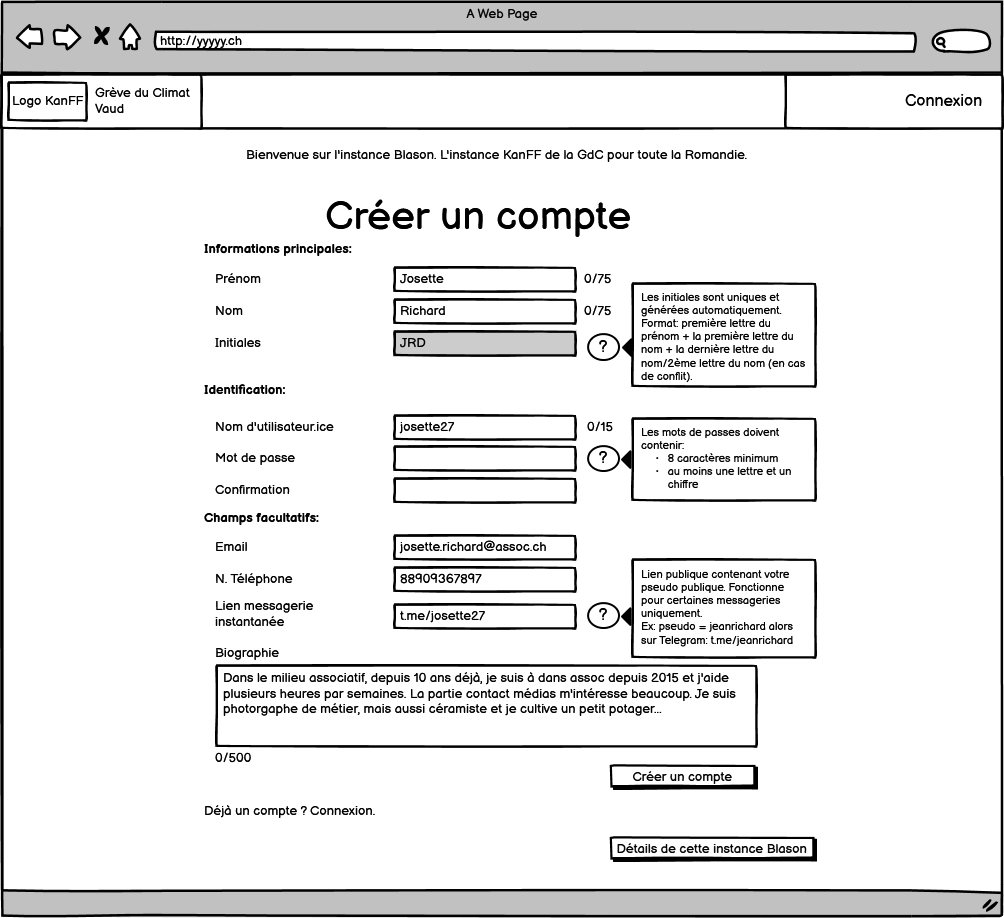 A Web Page
http://yyyyy.ch
Logo KanFF
Grève du Climat
Vaud
Connexion
Bienvenue sur l'instance Blason. L'instance KanFF de la GdC pour toute la Romandie.
Créer un compte
Informations principales:
Prénom
Josette
0/75
Nom
Richard
0/75
Initiales
JRD
?
Les initiales sont uniques et
générées automatiquement.
Format: première lettre du
prénom + la première lettre du
nom + la dernière lettre du
nom/2ème lettre du nom (en cas
de conflit).
Identification:
Nom d'utilisateur.ice
josette27
0/15
Mot de passe
?
Les mots de passes doivent
contenir:
• 8 caractères minimum
• au moins une lettre et un
chiffre
Confirmation
Champs facultatifs:
Email
josette.richard@assoc.ch
N. Téléphone
88909367897
Lien messagerie
instantanée
t.me/josette27
?
Lien publique contenant votre
pseudo publique. Fonctionne
pour certaines messageries
uniquement.
Ex: pseudo = jeanrichard alors
sur Telegram: t.me/jeanrichard
Biographie
Dans le milieu associatif, depuis 10 ans déjà, je suis à dans assoc depuis 2015 et j'aide
plusieurs heures par semaines. La partie contact médias m'intéresse beaucoup. Je suis
photorgaphe de métier, mais aussi céramiste et je cultive un petit potager...
0/500
Créer un compte
Déjà un compte ? Connexion.
Détails de cette instance Blason